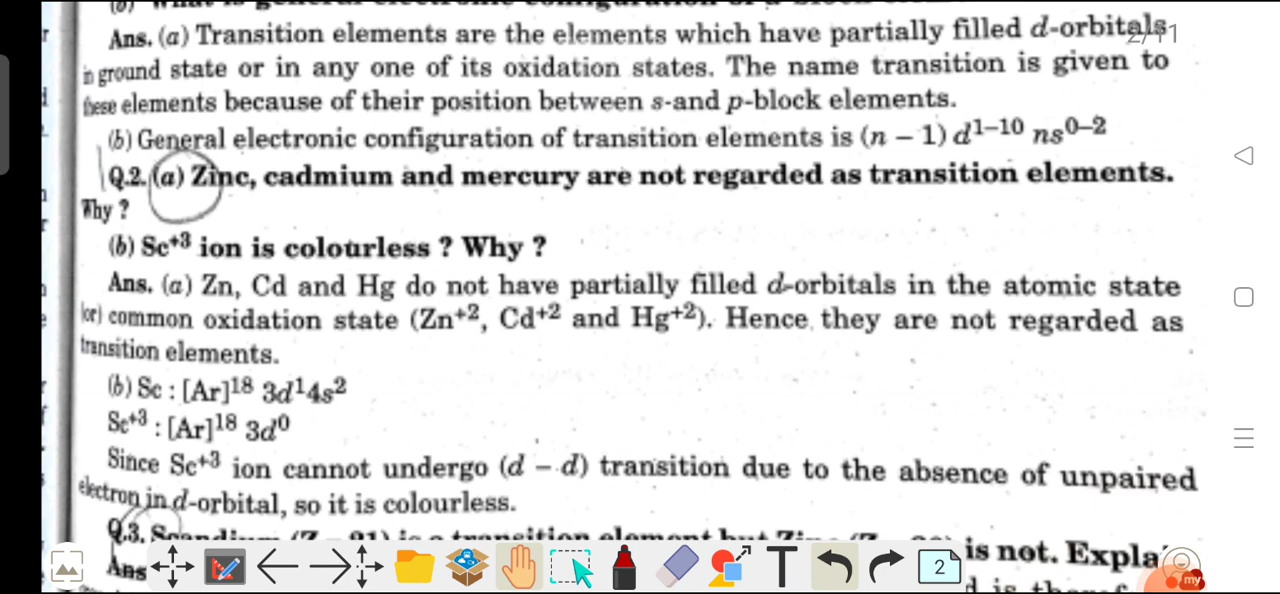 2/11
Ans. (a) Transition elements are the elements which have partially filled d-orbitals
in ground state or in any one of its oxidation states. The name transition is given to
these elements because of their position between s-and p-block elements.
(b) General electronic configuration of transition elements is (n – 1) d¹⁻¹⁰ ns⁰⁻²
Q.2. (a) Zinc, cadmium and mercury are not regarded as transition elements.
Why ?
(b) Sc⁺³ ion is colourless ? Why ?
Ans. (a) Zn, Cd and Hg do not have partially filled d-orbitals in the atomic state
(or) common oxidation state (Zn⁺², Cd⁺² and Hg⁺²). Hence they are not regarded as
transition elements.
(b) Sc : [Ar]¹⁸ 3d¹4s²
Sc⁺³ : [Ar]¹⁸ 3d⁰
Since Sc⁺³ ion cannot undergo (d – d) transition due to the absence of unpaired
electron in d-orbital, so it is colourless.
Q.3. is not.
Ans
T
2
my